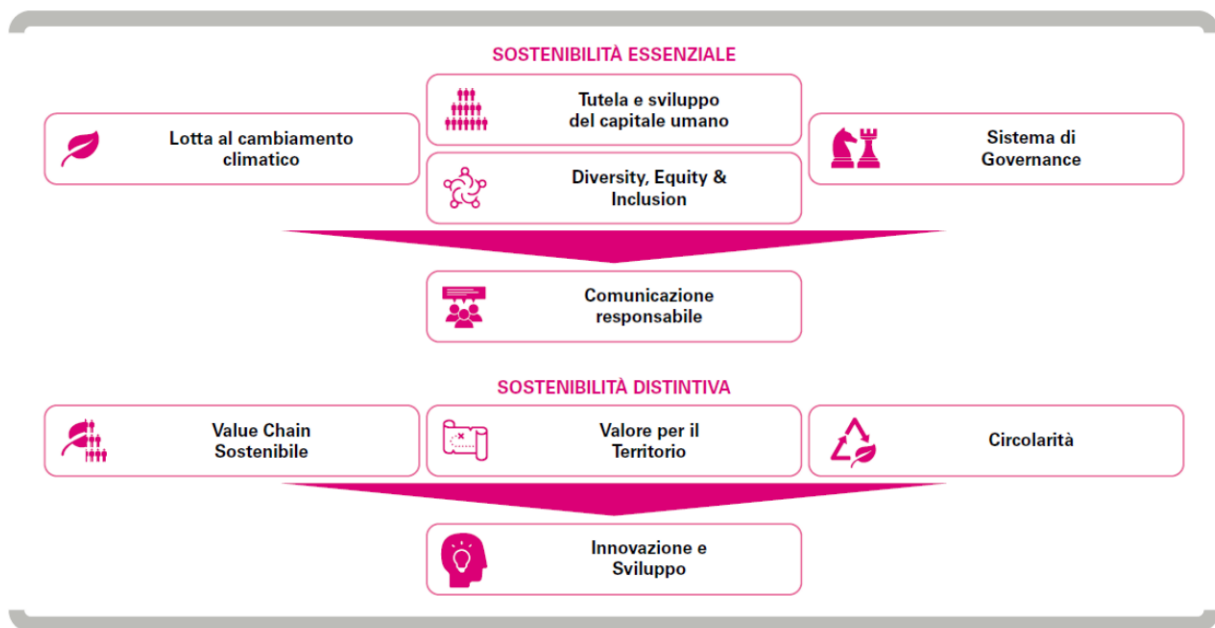 SOSTENIBILITÀ ESSENZIALE
Lotta al cambiamento
climatico
Tutela e sviluppo
del capitale umano
Diversity, Equity &
Inclusion
Sistema di
Governance
Comunicazione
responsabile
SOSTENIBILITÀ DISTINTIVA
Value Chain
Sostenibile
Valore per il
Territorio
Circolarità
Innovazione e
Sviluppo